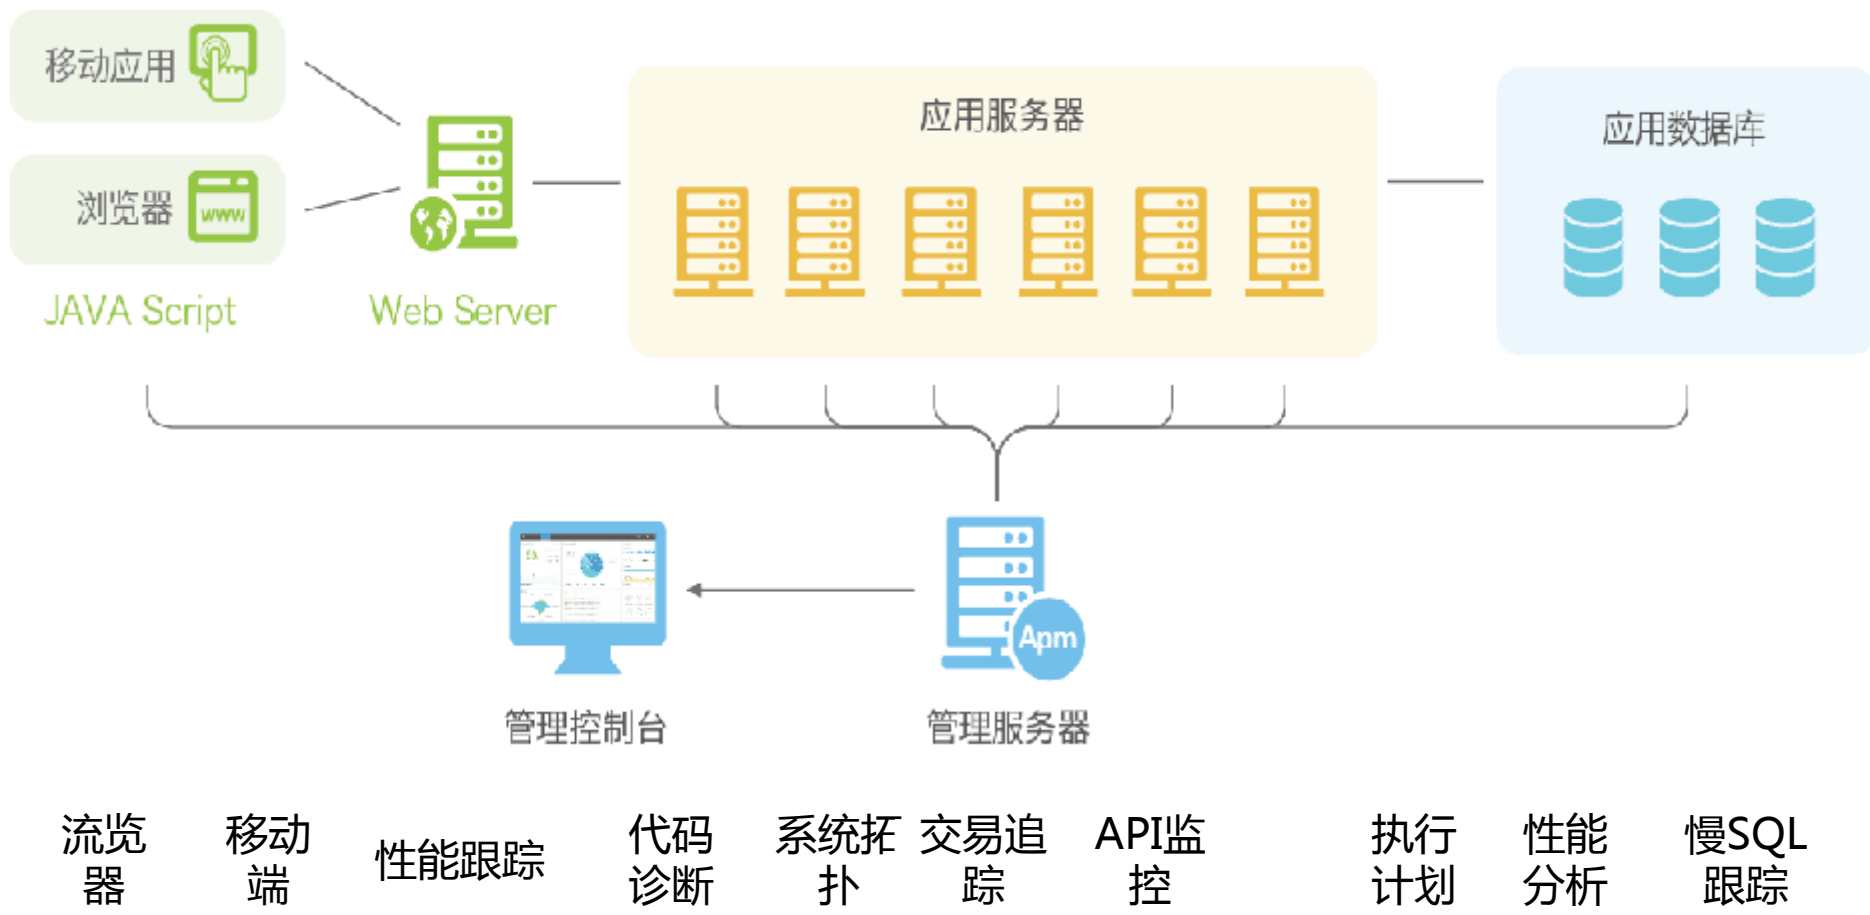 移动应用
应用服务器
应用数据库
浏览器
www
JAVA Script
Web Server
Apm
管理控制台
管理服务器
流览
器
移动
端
性能跟踪
代码
诊断
系统拓
扑
交易追
踪
API监
控
执行
计划
性能
分析
慢SQL
跟踪